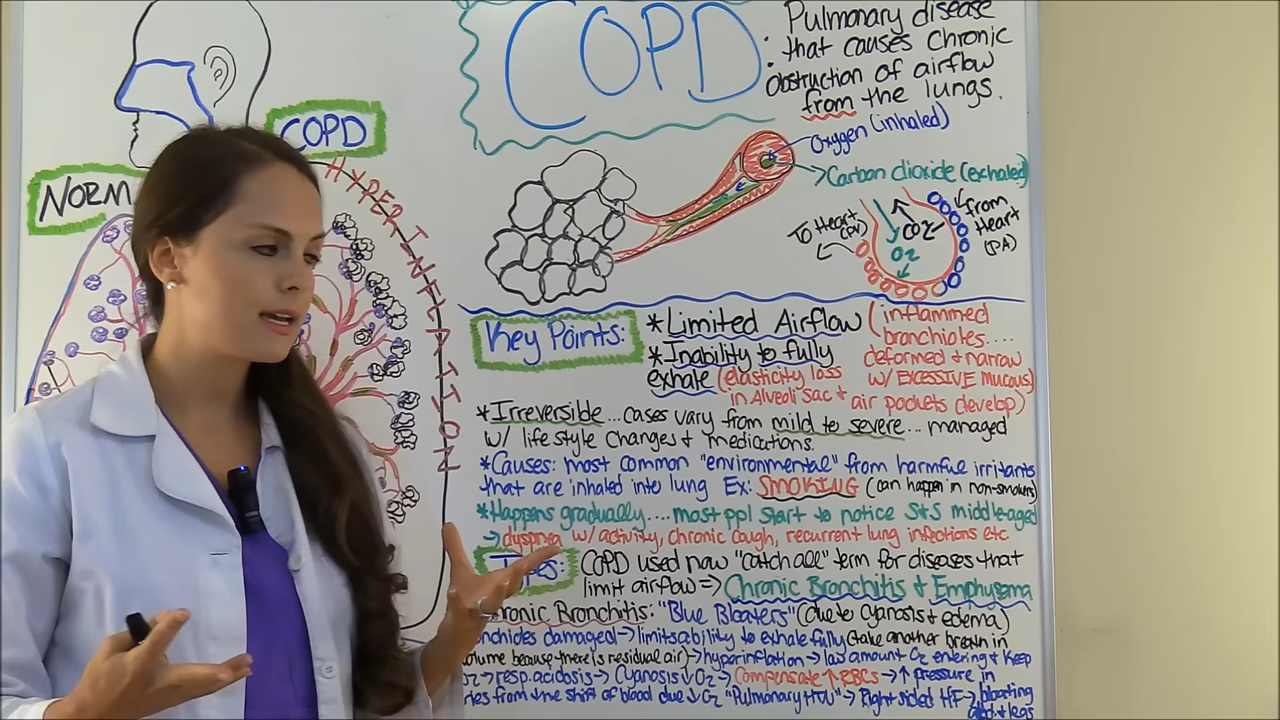 COPD
Pulmonary disease
that causes chronic
obstruction of airflow
from the lungs.
COPD
NORM
HYPERINFLATION
Oxygen (inhaled)
Carbon dioxide (exhaled)
To Heart
(PV)
CO2
O2
from
Heart
(PA)
Key Points:
*Limited Airflow (inflamed
bronchioles....
deformed + narrow
w/ EXCESSIVE Mucous)
*Inability to fully
exhale (elasticity loss
in Alveoli Sac + air pockets develop)
*Irreversible... cases vary from mild to severe... managed
w/ life style changes + medications.
*Causes: most common "environmental" from harmful irritants
that are inhaled into lung Ex: SMOKING (can happen in non-smokers)
*Happens gradually.... most ppl start to notice S+S middle-aged
→dyspnea w/ activity, chronic cough, recurrent lung infections etc
Types: COPD used now "catch all" term for diseases that
limit airflow => Chronic Bronchitis + Emphysema
ronic Bronchitis: "Blue Bloaters" (due to cyanosis + edema)
damaged→limits ability to exhale fully (take another breath in
volume because there is residual air)→hyperinflation→ amount O2 entering + keep
→resp. acidosis→Cyanosis ↓O2→Compensate ↑RBCs→↑pressure in
from the shift of blood due ↓O2 "Pulmonary HTN"→Right sided HF→bloating
abd + legs